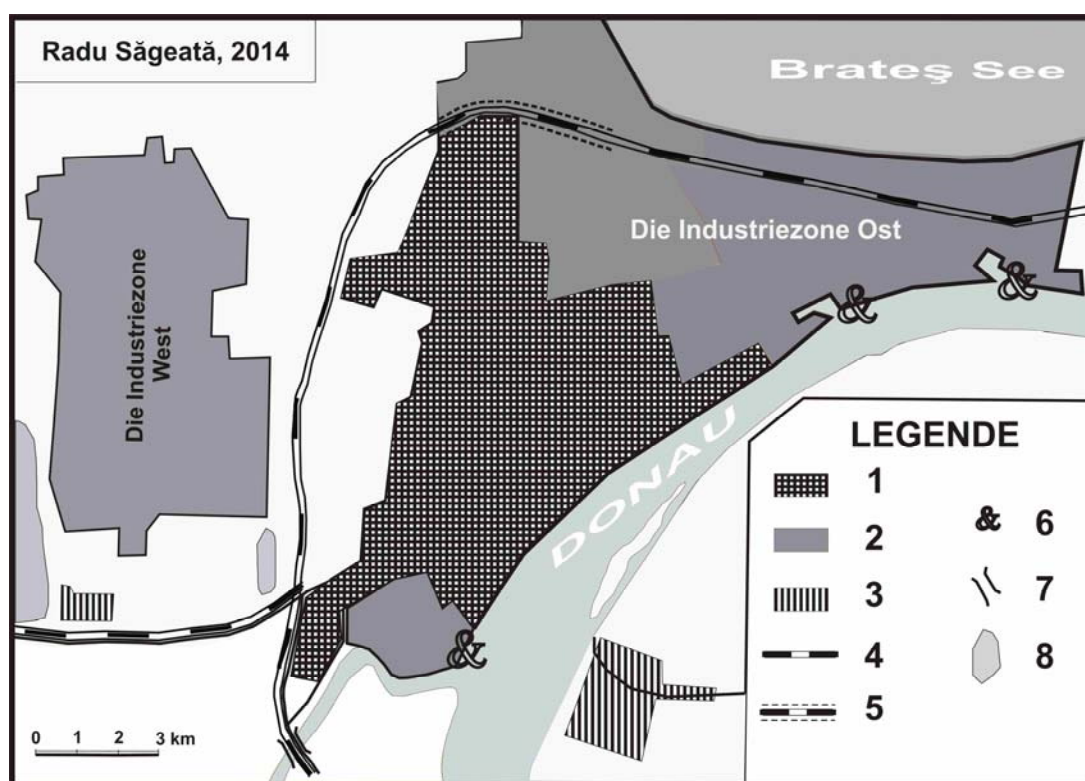 Radu Săgeată, 2014
Brateş See
Die Industriezone Ost
Die Industriezone
West
&
&
DONAU
&
LEGENDE
1
2
3
4
5
& 6
7
8
0 1 2 3 km